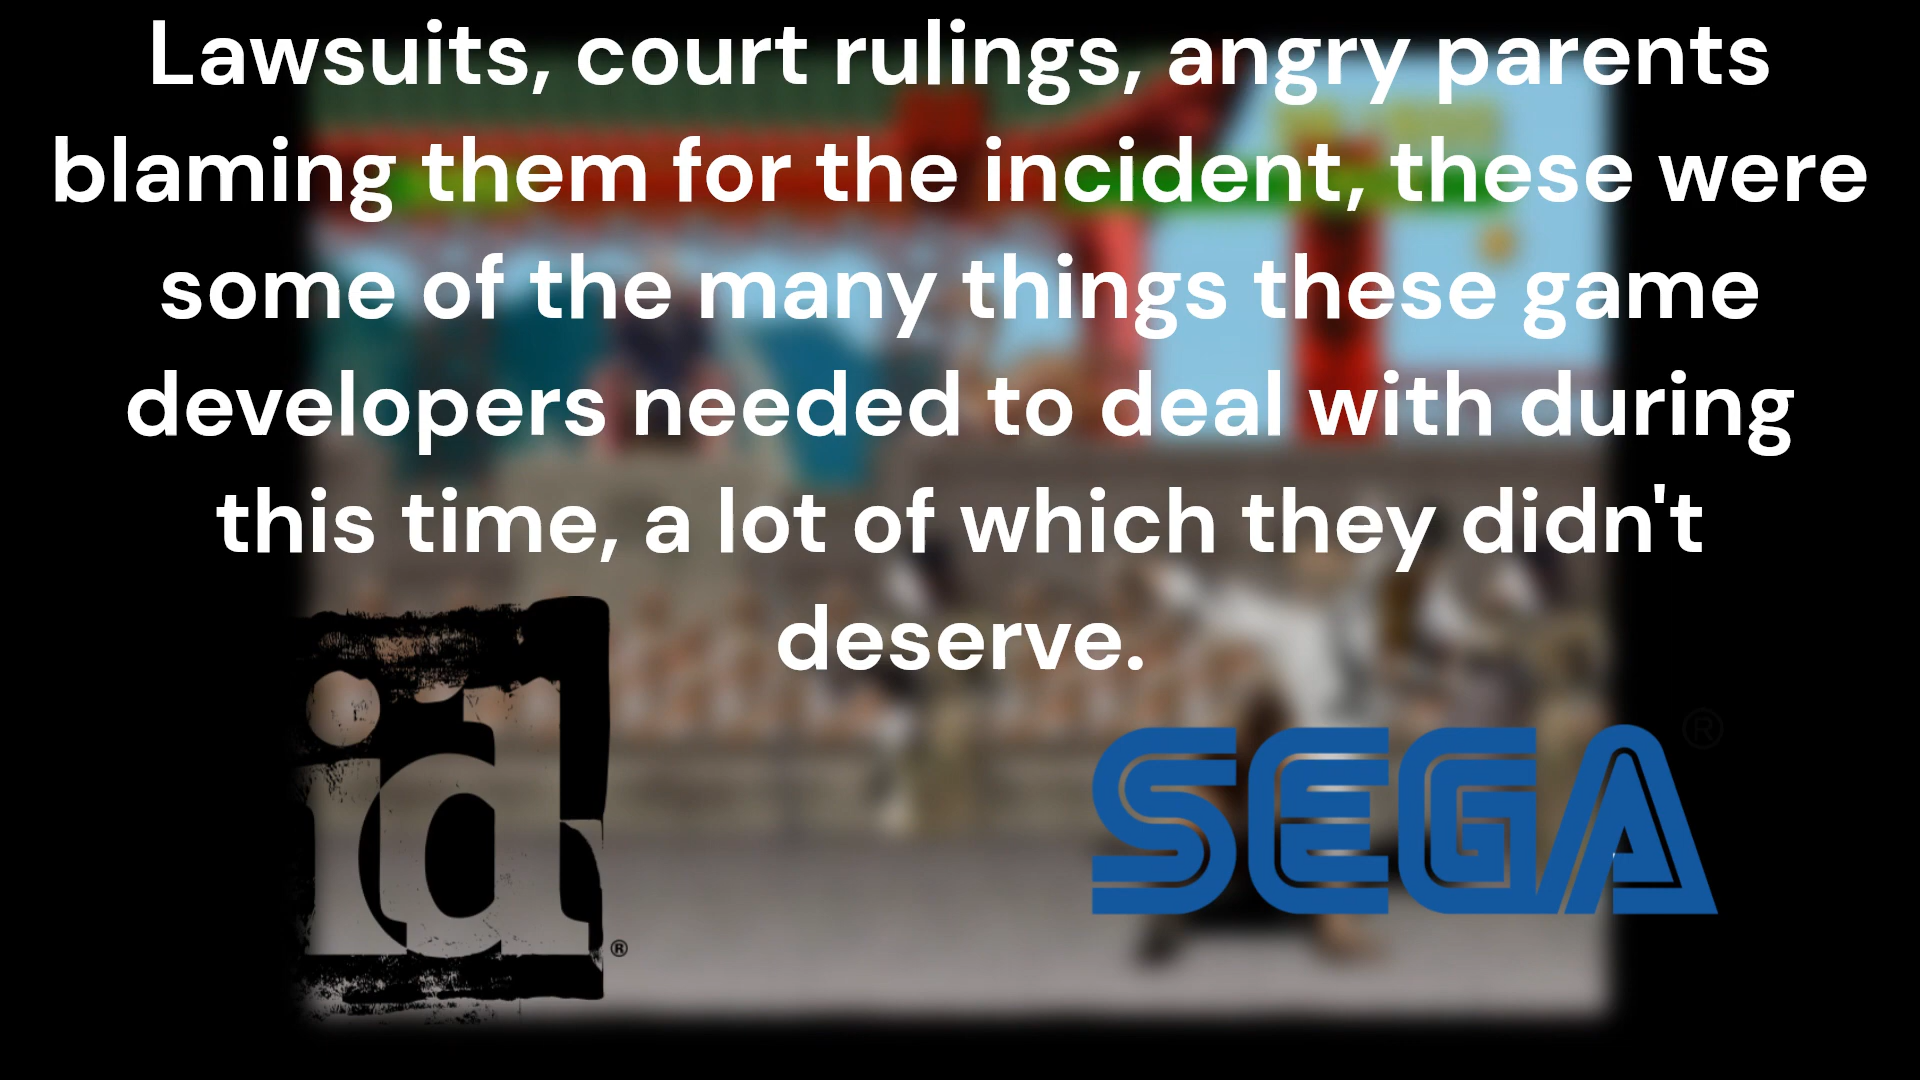 Lawsuits, court rulings, angry parents
blaming them for the incident, these were
some of the many things these game
developers needed to deal with during
this time, a lot of which they didn't
deserve.
id
®
SEGA
®